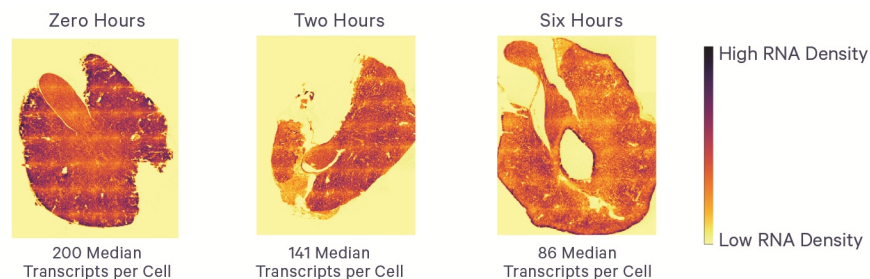 Zero Hours
Two Hours
Six Hours
High RNA Density
Low RNA Density
200 Median
Transcripts per Cell
141 Median
Transcripts per Cell
86 Median
Transcripts per Cell